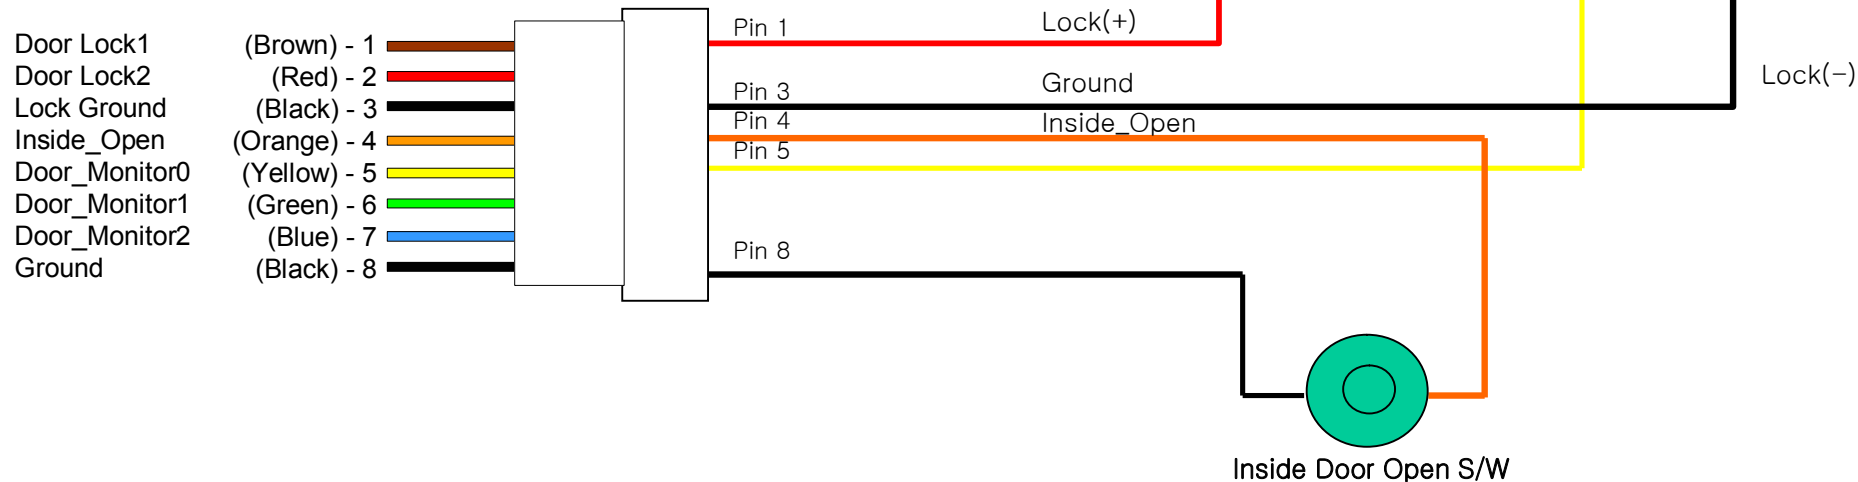 Door Lock1 (Brown) - 1
Door Lock2 (Red) - 2
Lock Ground (Black) - 3
Inside_Open (Orange) - 4
Door_Monitor0 (Yellow) - 5
Door_Monitor1 (Green) - 6
Door_Monitor2 (Blue) - 7
Ground (Black) - 8
Pin 1 Lock(+)
Lock(-)
Pin 3 Ground
Pin 4 Inside_Open
Pin 5
Pin 8
Inside Door Open S/W